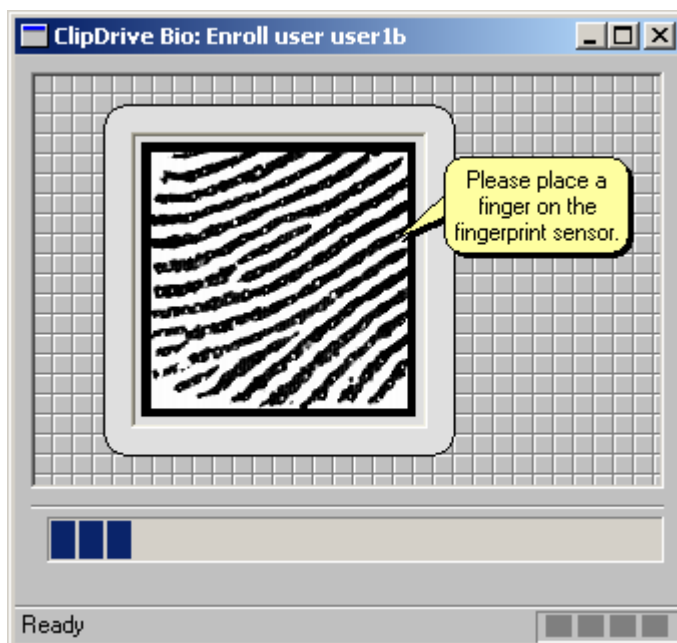 ClipDrive Bio: Enroll user user1b
Please place a
finger on the
fingerprint sensor.
Ready